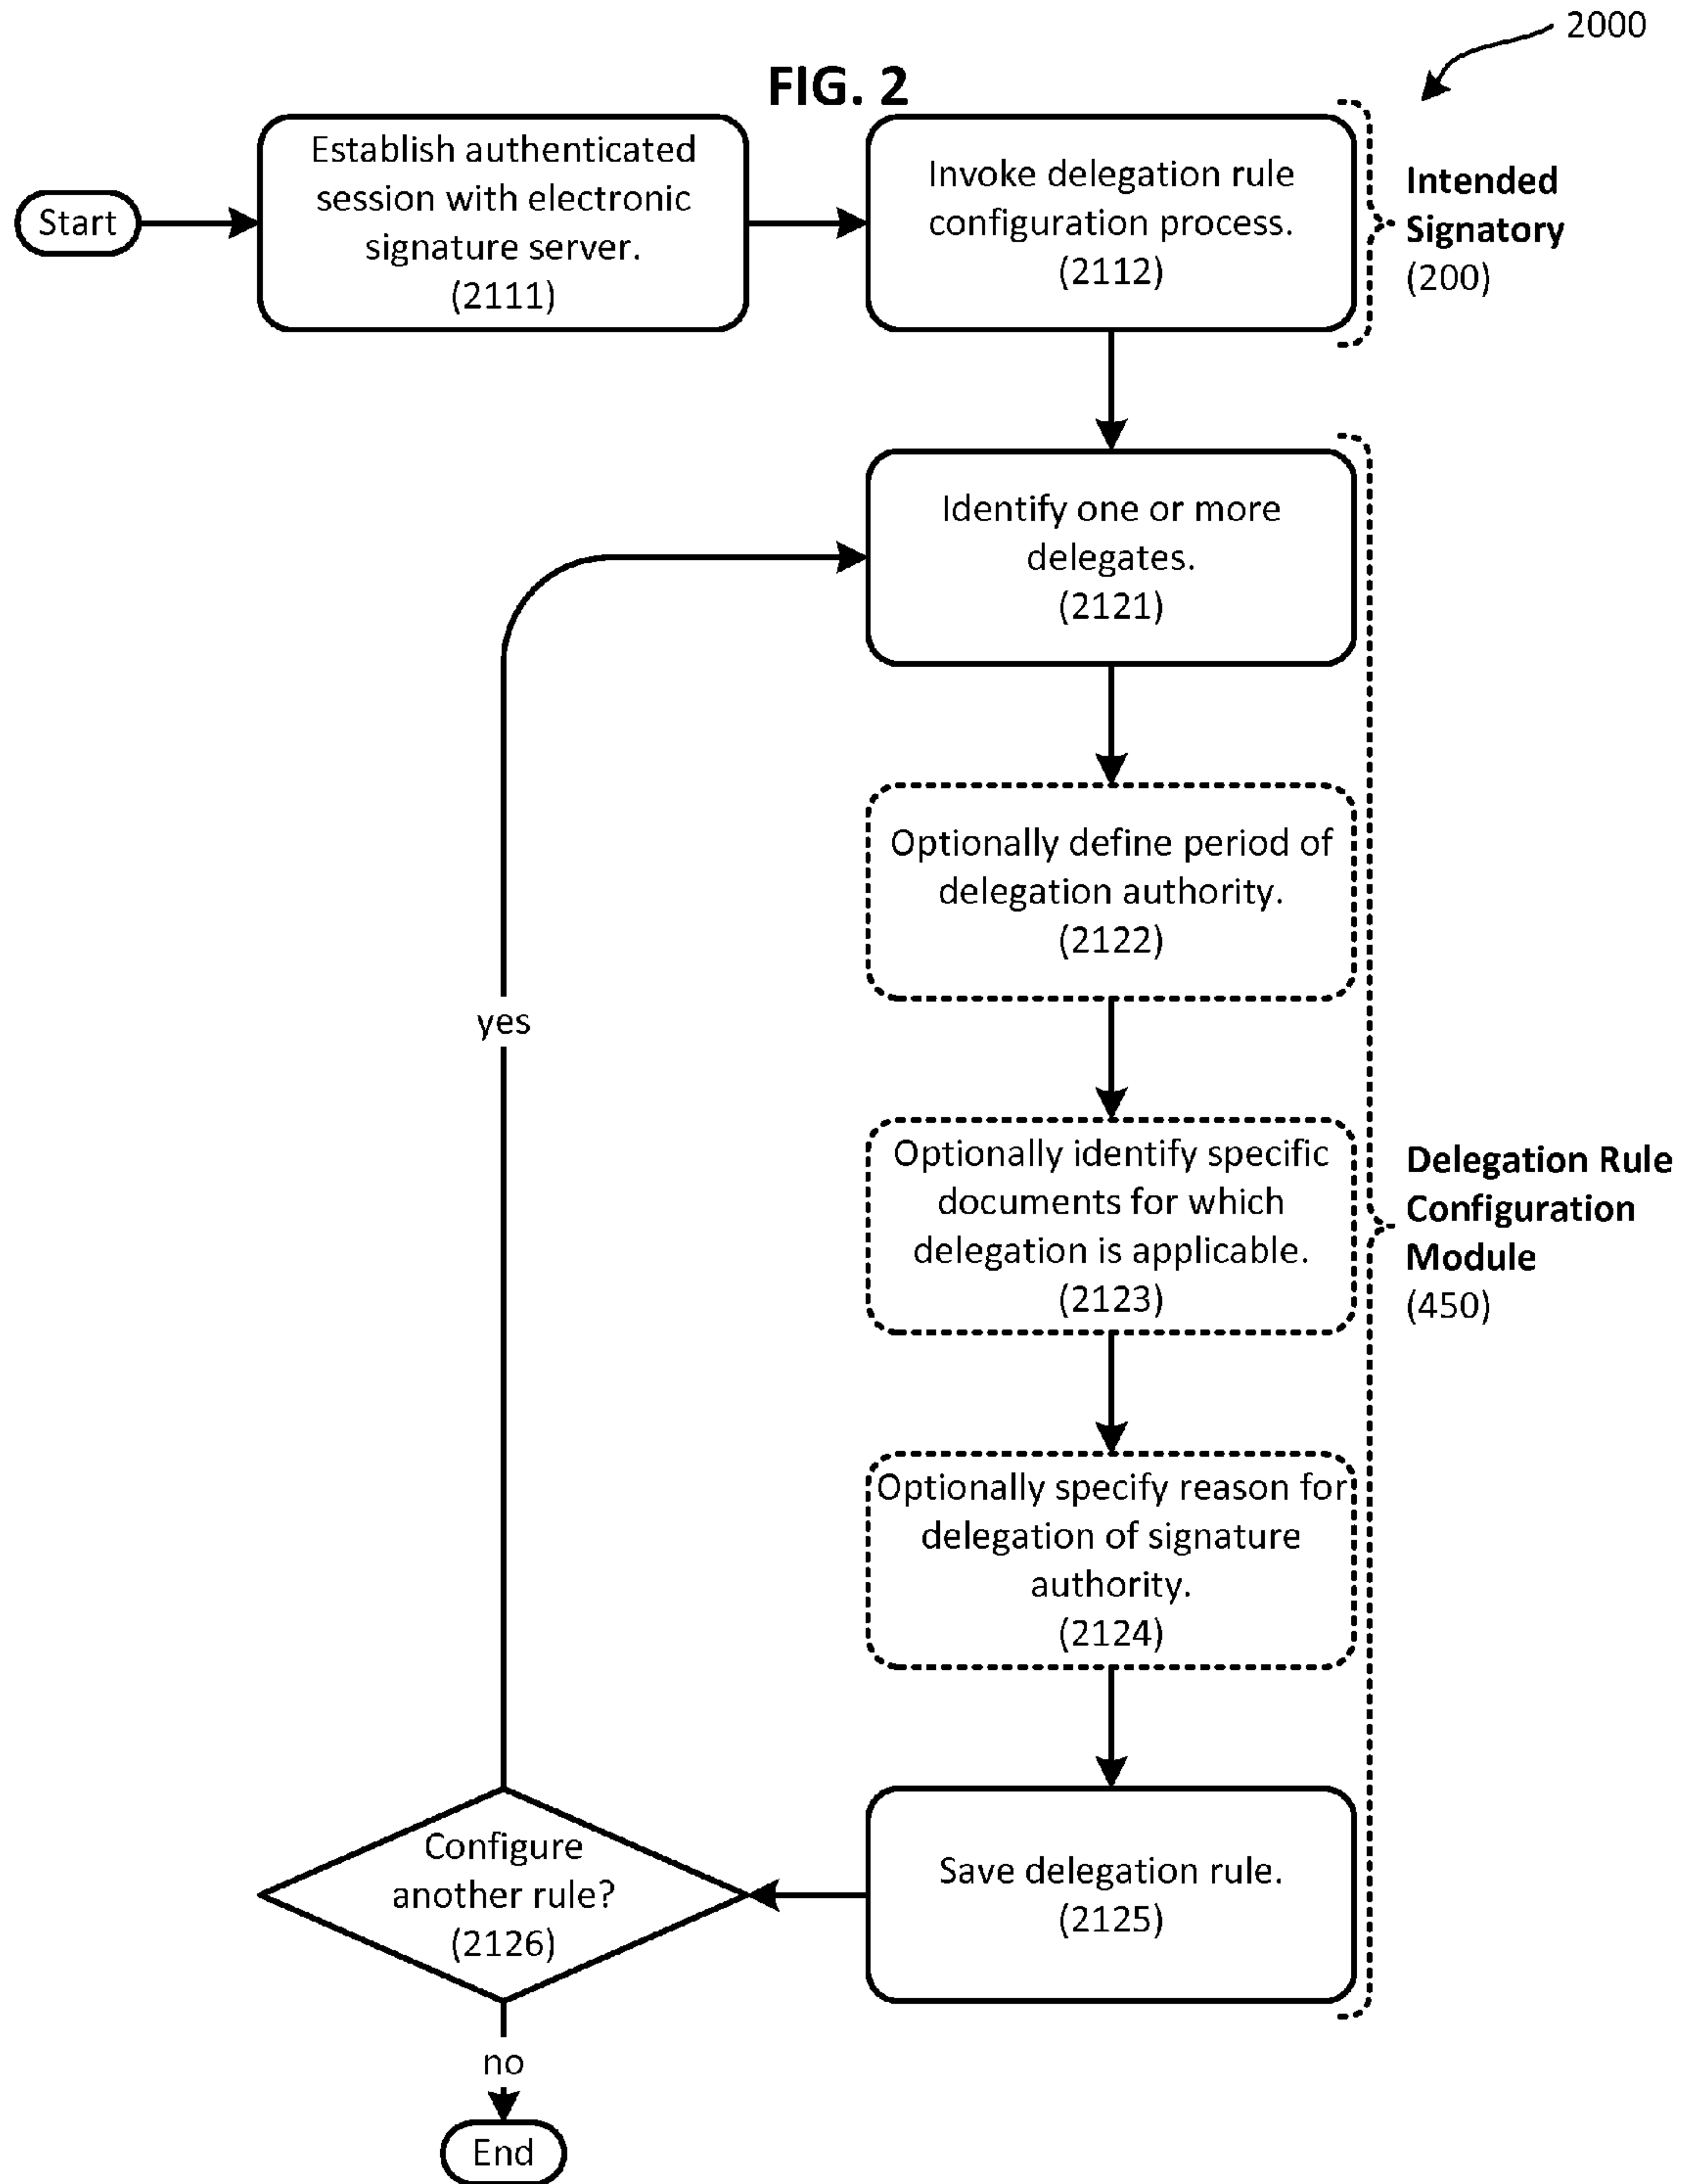 2000
FIG. 2
Start
Establish authenticated
session with electronic
signature server.
(2111)
Invoke delegation rule
configuration process.
(2112)
Intended
Signatory
(200)
Identify one or more
delegates.
(2121)
Optionally define period of
delegation authority.
(2122)
yes
Optionally identify specific
documents for which
delegation is applicable.
(2123)
Delegation Rule
Configuration
Module
(450)
Optionally specify reason for
delegation of signature
authority.
(2124)
Save delegation rule.
(2125)
Configure
another rule?
(2126)
no
End